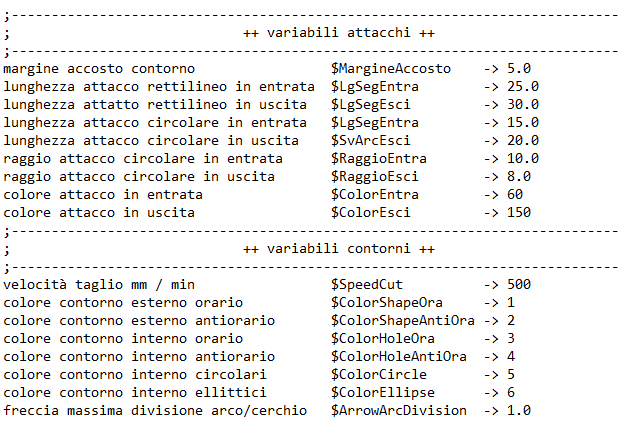 ;----------------------------------------------------------------------------
;                             ++ variabili attacchi ++
;----------------------------------------------------------------------------
margine accosto contorno                 $MargineAccosto    -> 5.0
lunghezza attacco rettilineo in entrata  $LgSegEntra        -> 25.0
lunghezza attatto rettilineo in uscita   $LgSegEsci         -> 30.0
lunghezza attacco circolare in entrata   $LgSegEntra        -> 15.0
lunghezza attacco circolare in uscita    $SvArcEsci         -> 20.0
raggio attacco circolare in entrata      $RaggioEntra       -> 10.0
raggio attacco circolare in uscita       $RaggioEsci        -> 8.0
colore attacco in entrata                $ColorEntra        -> 60
colore attacco in uscita                 $ColorEsci         -> 150
;----------------------------------------------------------------------------
;                             ++ variabili contorni ++
;----------------------------------------------------------------------------
velocità taglio mm / min                 $SpeedCut          -> 500
colore contorno esterno orario           $ColorShapeOra     -> 1
colore contorno esterno antiorario       $ColorShapeAntiOra -> 2
colore contorno interno orario           $ColorHoleOra      -> 3
colore contorno interno antiorario       $ColorHoleAntiOra  -> 4
colore contorno interno circolari        $ColorCircle       -> 5
colore contorno interno ellittici        $ColorEllipse      -> 6
freccia massima divisione arco/cerchio   $ArrowArcDivision  -> 1.0